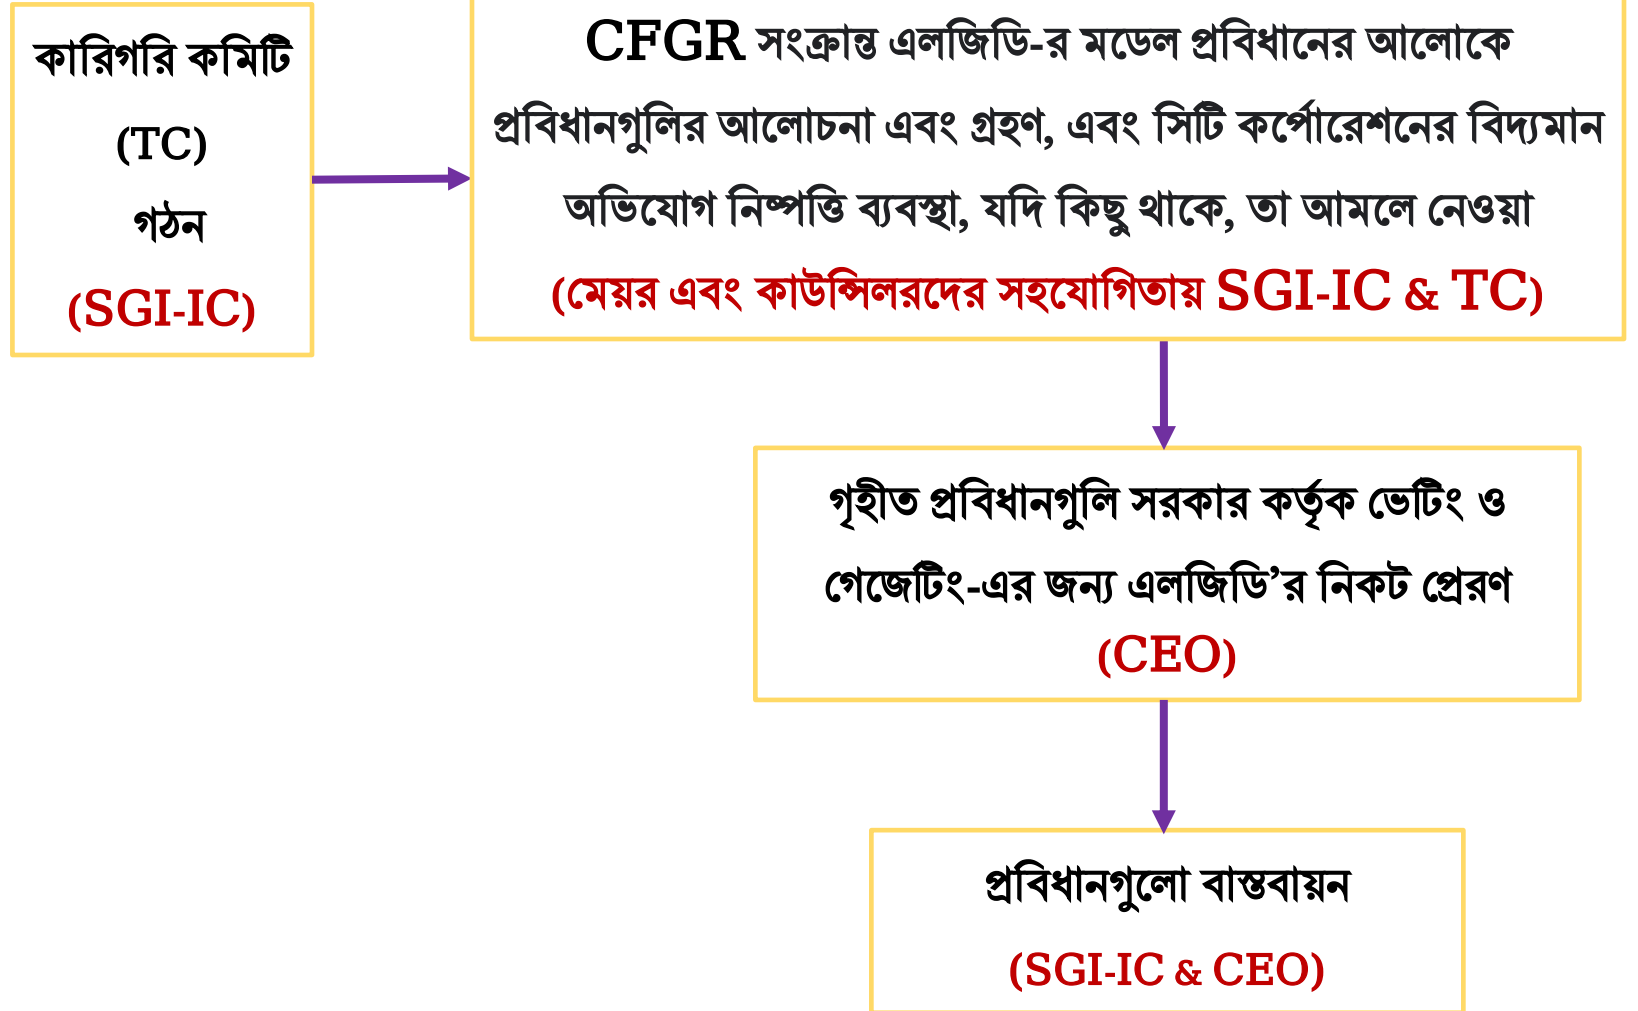 কারিগরি কমিটি
(TC)
গঠন
(SGI-IC)
CFGR সংক্রান্ত এলজিডি-র মডেল প্রবিধানের আলোকে
প্রবিধানগুলির আলোচনা এবং গ্রহণ, এবং সিটি কর্পোরেশনের বিদ্যমান
অভিযোগ নিষ্পত্তি ব্যবস্থা, যদি কিছু থাকে, তা আমলে নেওয়া
(মেয়র এবং কাউন্সিলরদের সহযোগিতায় SGI-IC & TC)
গৃহীত প্রবিধানগুলি সরকার কর্তৃক ভেটিং ও
গেজেটিং-এর জন্য এলজিডি’র নিকট প্রেরণ
(CEO)
প্রবিধানগুলো বাস্তবায়ন
(SGI-IC & CEO)